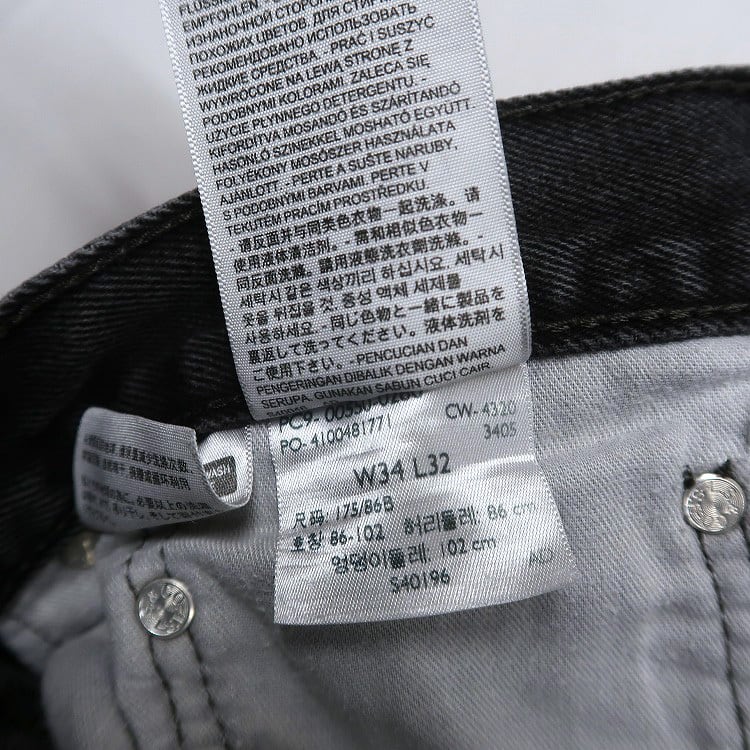 EMPFOHLEN.
ИЗНАНОЧНОЙ
ПОХОЖИХ ЦВЕТОВ. ДЛЯ СТИРКИ
РЕКОМЕНДОВАНО ИСПОЛЬЗОВАТЬ
ЖИДКИЕ СРЕДСТВА. - PRAĆ I SUSZYĆ
WYWRÓCONE NA LEWĄ STRONĘ Z
PODOBNYMI KOLORAMI. ZALECA SIĘ
UŻYCIE PŁYNNEGO DETERGENTU. -
KIFORDÍTVA MOSANDÓ ÉS SZÁRÍTANDÓ
HASONLÓ SZÍNEKKEL MOSHATÓ EGYÜTT.
FOLYÉKONY MOSÓSZER HASZNÁLATA
AJÁNLOTT. - PERTE A SUŠTE NARUBY,
S PODOBNÝMI BARVAMI. PERTE V
TEKUTÉM PRACÍM PROSTŘEDKU.
- 请反面并与同类色衣物一起洗涤。请
使用液体清洁剂。- 需和相似色衣物一
同反面洗滌。請用液態洗衣劑洗滌。 -
세탁시 같은 색상끼리 하십시요. 세탁시
옷을 뒤집을 것. 중성 액체 세제를
사용하세요. - 同じ色物と一緒に製品を
裏返して洗ってください。液体洗剤を
ご使用下さい。 - PENCUCIAN DAN
PENGERINGAN DIBALIK DENGAN WARNA
SERUPA. GUNAKAN SABUN CUCI CAIR
PC9- 00550-0260
CW- 4320
PO- 4100481771
3405
W34 L32
尺码: 175/86B
호칭: 86-102 허리둘레: 86 cm
엉덩이둘레: 102 cm
S40196
WASH